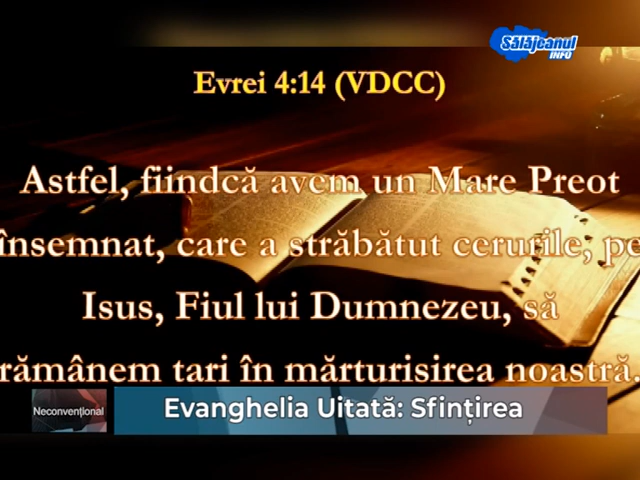 Sălăjeanul
INFO
Evrei 4:14 (VDCC)
Astfel, fiindcă avem un Mare Preot
însemnat, care a străbătut cerurile, pe
Isus, Fiul lui Dumnezeu, să
rămânem tari în mărturisirea noastră.
Neconvențional
Evanghelia Uitată: Sfințirea